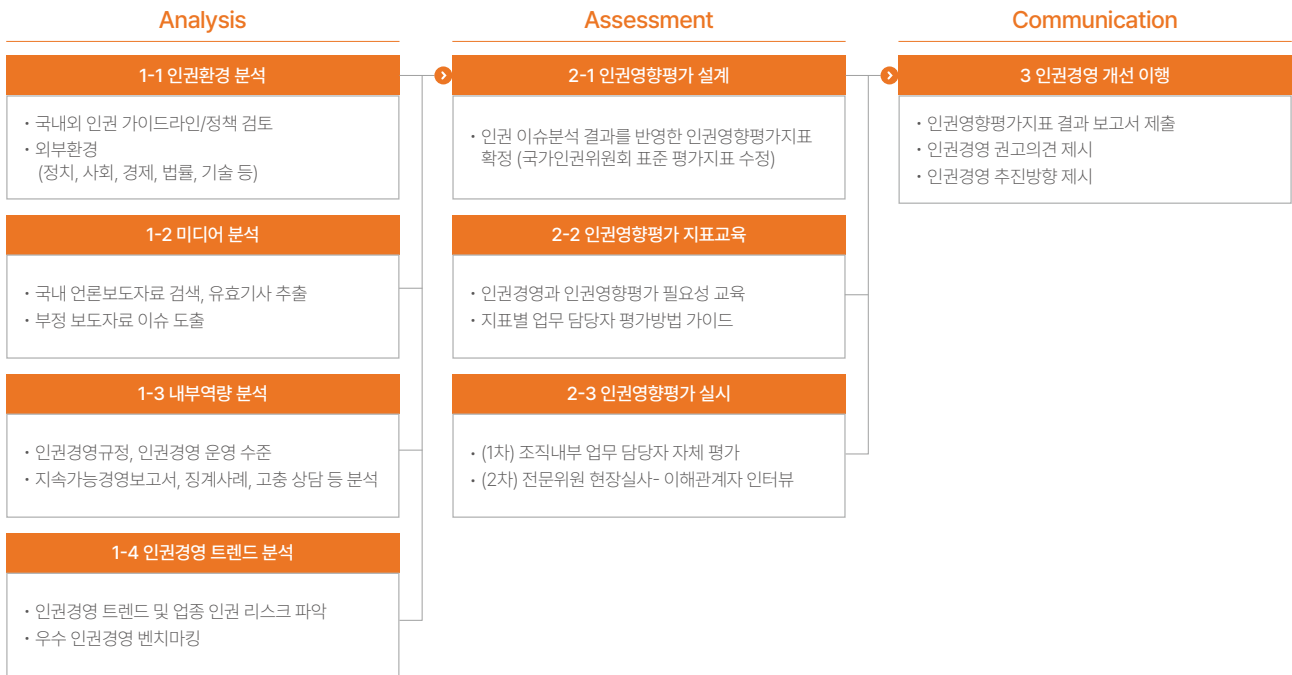 Analysis
1-1 인권환경 분석
• 국내외 인권 가이드라인/정책 검토
• 외부환경
(정치, 사회, 경제, 법률, 기술 등)
1-2 미디어 분석
• 국내 언론보도자료 검색, 유효기사 추출
• 부정 보도자료 이슈 도출
1-3 내부역량 분석
• 인권경영규정, 인권경영 운영 수준
• 지속가능경영보고서, 징계사례, 고충 상담 등 분석
1-4 인권경영 트렌드 분석
• 인권경영 트렌드 및 업종 인권 리스크 파악
• 우수 인권경영 벤치마킹
Assessment
2-1 인권영향평가 설계
• 인권 이슈분석 결과를 반영한 인권영향평가지표
확정 (국가인권위원회 표준 평가지표 수정)
2-2 인권영향평가 지표교육
• 인권경영과 인권영향평가 필요성 교육
• 지표별 업무 담당자 평가방법 가이드
2-3 인권영향평가 실시
• (1차) 조직내부 업무 담당자 자체 평가
• (2차) 전문위원 현장실사- 이해관계자 인터뷰
Communication
3 인권경영 개선 이행
• 인권영향평가지표 결과 보고서 제출
• 인권경영 권고의견 제시
• 인권경영 추진방향 제시